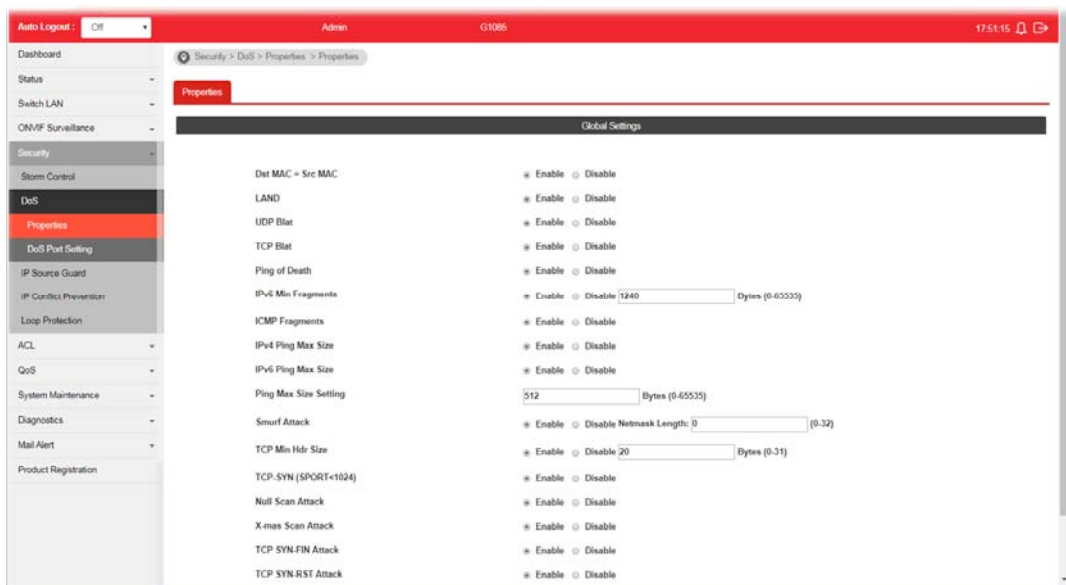 Auto Logout : Off Admin G1085 17:51:15
Dashboard
Status
Switch LAN
ONVIF Surveillance
Security
Storm Control
DoS
Properties
DoS Port Setting
IP Source Guard
IP Conflict Prevention
Loop Protection
ACL
QoS
System Maintenance
Diagnostics
Mail Alert
Product Registration
Security > DoS > Properties > Properties
Properties
Global Settings
Dst MAC = Src MAC Enable Disable
LAND Enable Disable
UDP Blat Enable Disable
TCP Blat Enable Disable
Ping of Death Enable Disable
IPv6 Min Fragments Enable Disable 1240 Bytes (0-65535)
ICMP Fragments Enable Disable
IPv4 Ping Max Size Enable Disable
IPv6 Ping Max Size Enable Disable
Ping Max Size Setting 512 Bytes (0-65535)
Smurf Attack Enable Disable Netmask Length: 0 (0-32)
TCP Min Hdr Size Enable Disable 20 Bytes (0-31)
TCP-SYN (SPORT<1024) Enable Disable
Null Scan Attack Enable Disable
X-mas Scan Attack Enable Disable
TCP SYN-FIN Attack Enable Disable
TCP SYN-RST Attack Enable Disable